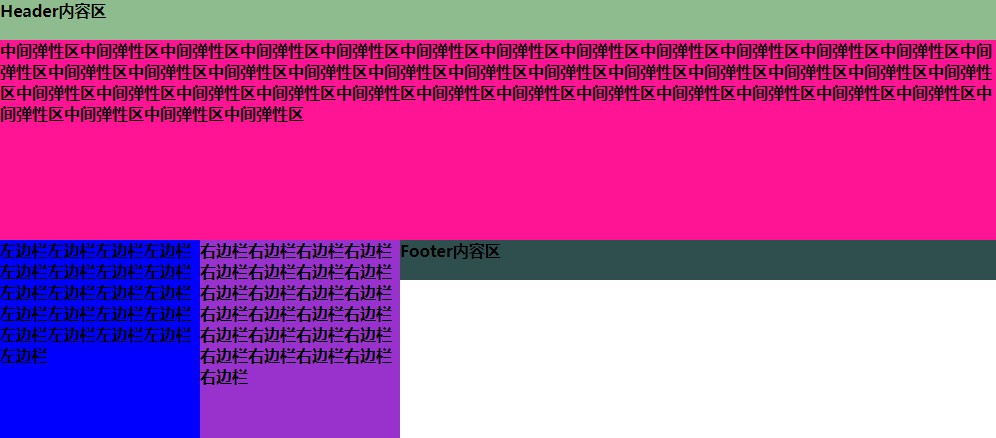 Header内容区
中间弹性区中间弹性区中间弹性区中间弹性区中间弹性区中间弹性区中间弹性区中间弹性区中间弹性区中间弹性区中间弹性区中间弹性区中间
弹性区中间弹性区中间弹性区中间弹性区中间弹性区中间弹性区中间弹性区中间弹性区中间弹性区中间弹性区中间弹性区中间弹性区中间弹性
区中间弹性区中间弹性区中间弹性区中间弹性区中间弹性区中间弹性区中间弹性区中间弹性区中间弹性区中间弹性区中间弹性区中间弹性区中
间弹性区中间弹性区中间弹性区中间弹性区
左边栏左边栏左边栏左边栏
左边栏左边栏左边栏左边栏
左边栏左边栏左边栏左边栏
左边栏左边栏左边栏左边栏
左边栏左边栏左边栏左边栏
左边栏
右边栏右边栏右边栏右边栏
右边栏右边栏右边栏右边栏
右边栏右边栏右边栏右边栏
右边栏右边栏右边栏右边栏
右边栏右边栏右边栏右边栏
右边栏右边栏右边栏右边栏
右边栏
Footer内容区